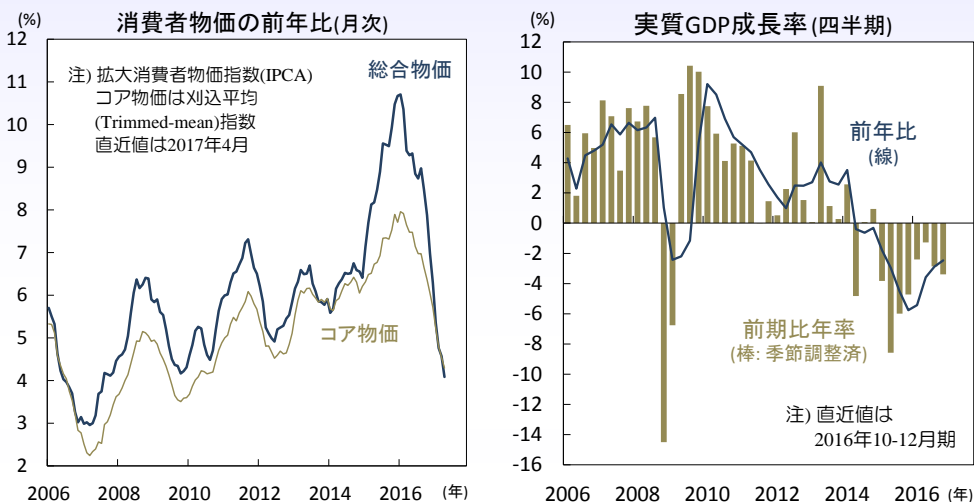 消費者物価の前年比(月次)
(%)
12
11
10
9
8
7
6
5
4
3
2
注) 拡大消費者物価指数(IPCA)
コア物価は刈込平均
(Trimmed-mean)指数
直近値は2017年4月
総合物価
コア物価
2006
2008
2010
2012
2014
2016
(年)
実質GDP成長率(四半期)
(%)
12
10
8
6
4
2
0
-2
-4
-6
-8
-10
-12
-14
-16
前年比
(線)
前期比年率
(棒: 季節調整済)
注) 直近値は
2016年10-12月期
2006
2008
2010
2012
2014
2016
(年)